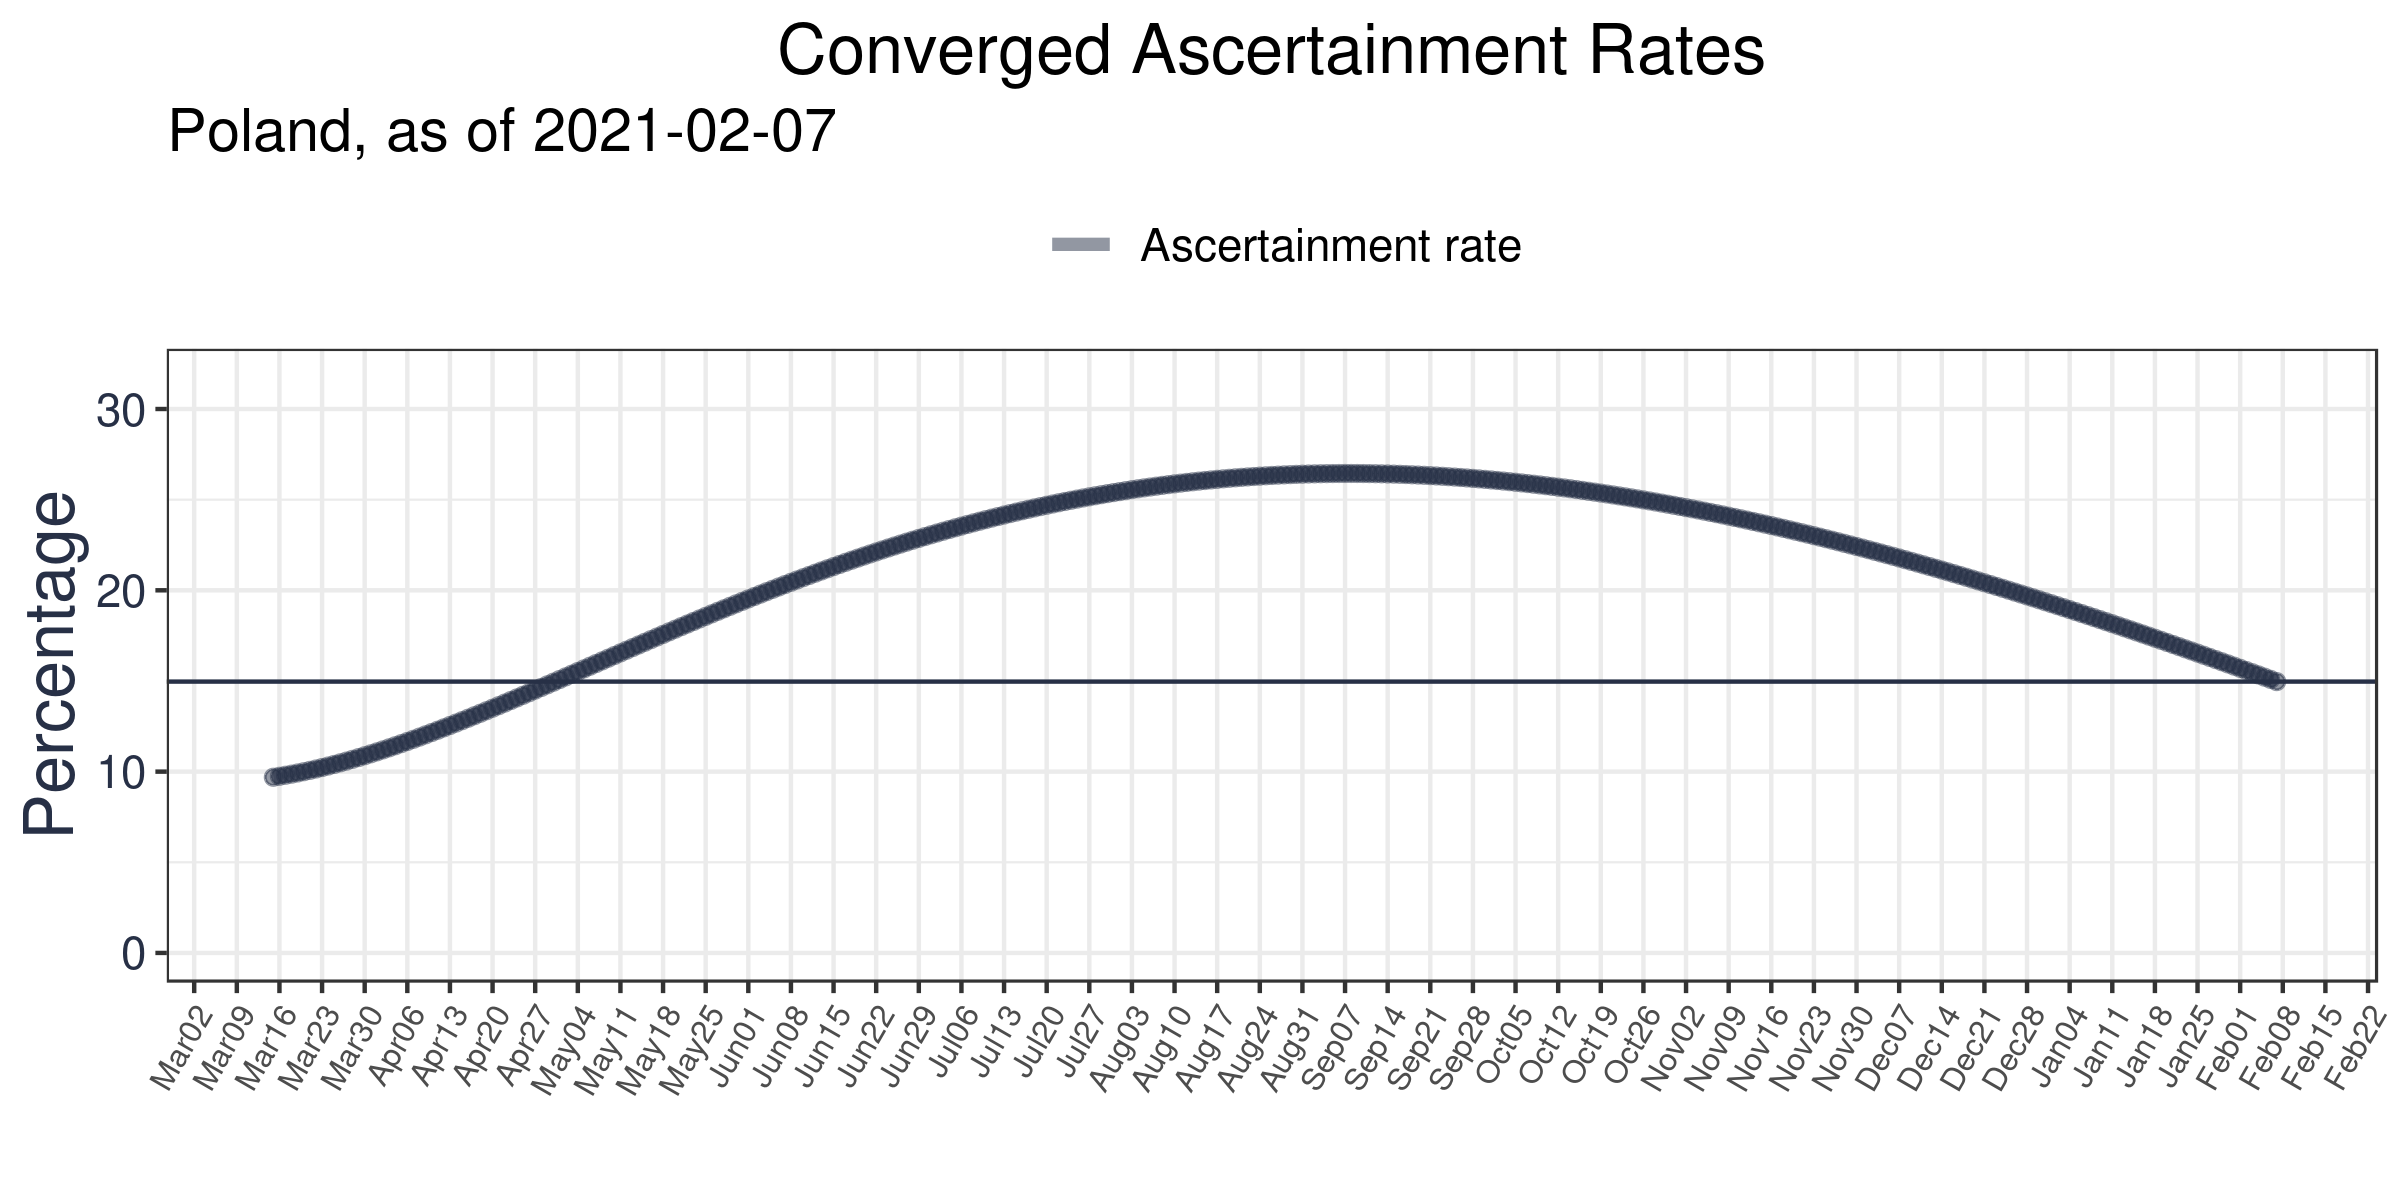 Converged Ascertainment Rates
Poland, as of 2021-02-07
Ascertainment rate
Percentage
30
20
10
0
Mar02 Mar09 Mar16 Mar23 Mar30 Apr06 Apr13 Apr20 Apr27 May04 May11 May18 May25 Jun01 Jun08 Jun15 Jun22 Jun29 Jul06 Jul13 Jul20 Jul27 Aug03 Aug10 Aug17 Aug24 Aug31 Sep07 Sep14 Sep21 Sep28 Oct05 Oct12 Oct19 Oct26 Nov02 Nov09 Nov16 Nov23 Nov30 Dec07 Dec14 Dec21 Dec28 Jan04 Jan11 Jan18 Jan25 Feb01 Feb08 Feb15 Feb22